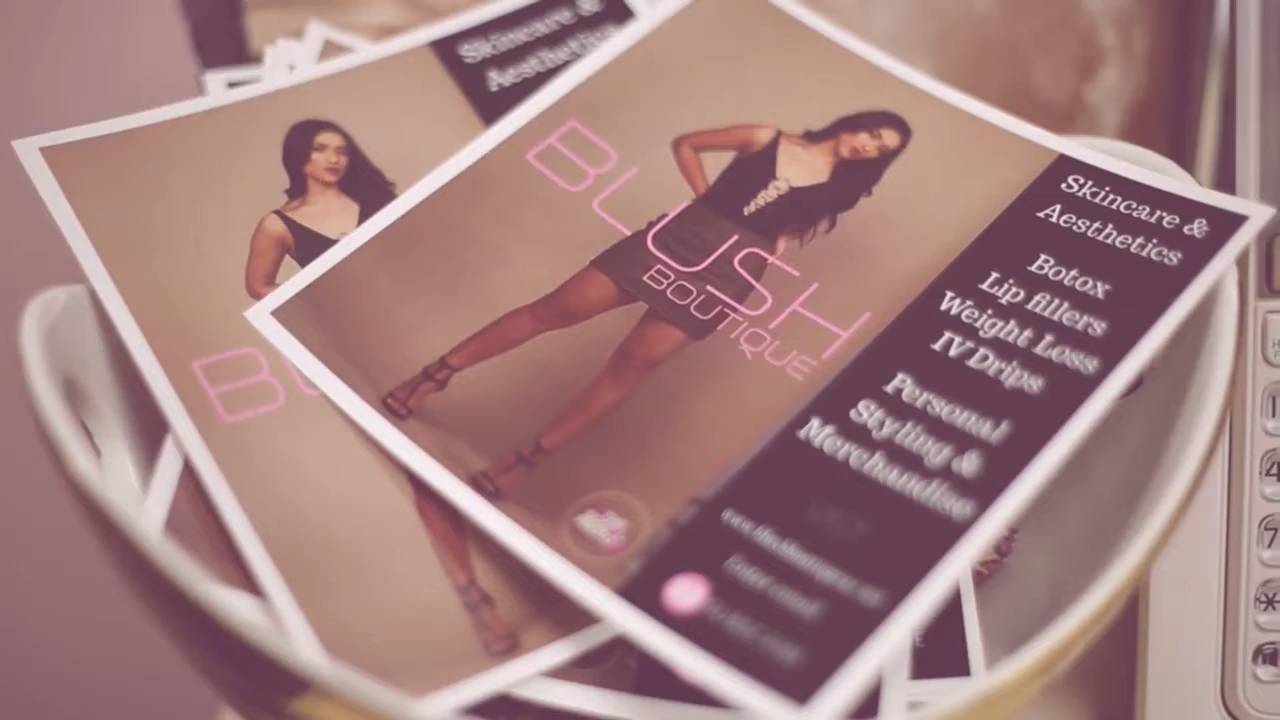 Skincare &
Aesthetics
BLUSH
BOUTIQUE
Skincare &
Aesthetics
Botox
Lip fillers
Weight Loss
IV Drips
Personal
Styling &
Merchandise